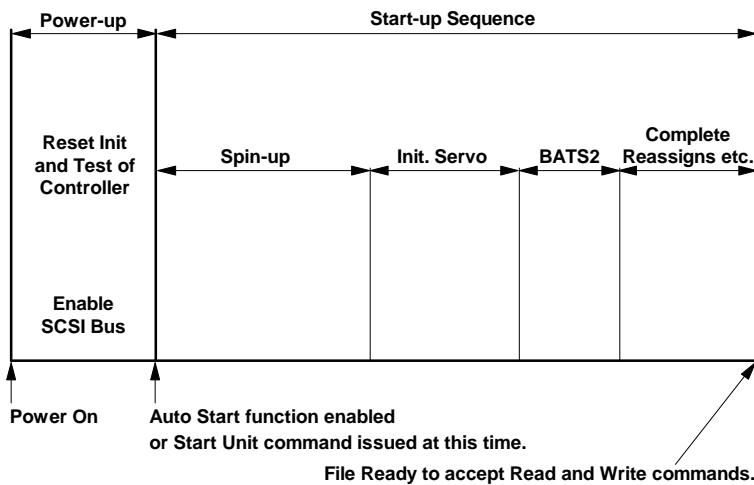 Power-up
Start-up Sequence
Reset Init
and Test of
Controller
Spin-up
Init. Servo
BATS2
Complete
Reassigns etc.
Enable
SCSI Bus
Power On
Auto Start function enabled
or Start Unit command issued at this time.
File Ready to accept Read and Write commands.